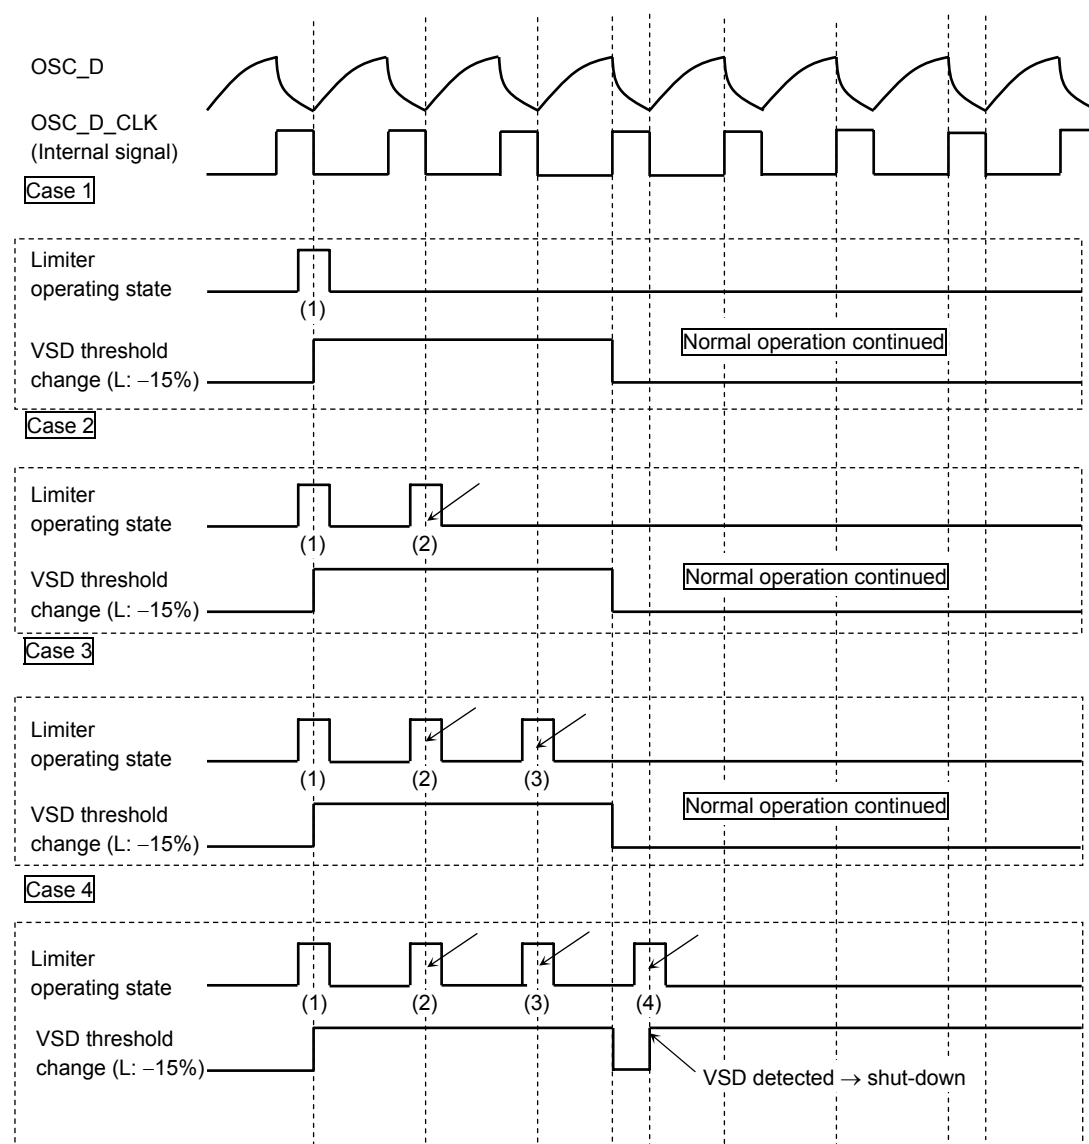 OSC_D
OSC_D_CLK
(Internal signal)
Case 1
Limiter
operating state
(1)
VSD threshold
change (L: −15%)
Normal operation continued
Case 2
Limiter
operating state
(1)
(2)
VSD threshold
change (L: −15%)
Normal operation continued
Case 3
Limiter
operating state
(1)
(2)
(3)
VSD threshold
change (L: −15%)
Normal operation continued
Case 4
Limiter
operating state
(1)
(2)
(3)
(4)
VSD threshold
change (L: −15%)
VSD detected → shut-down